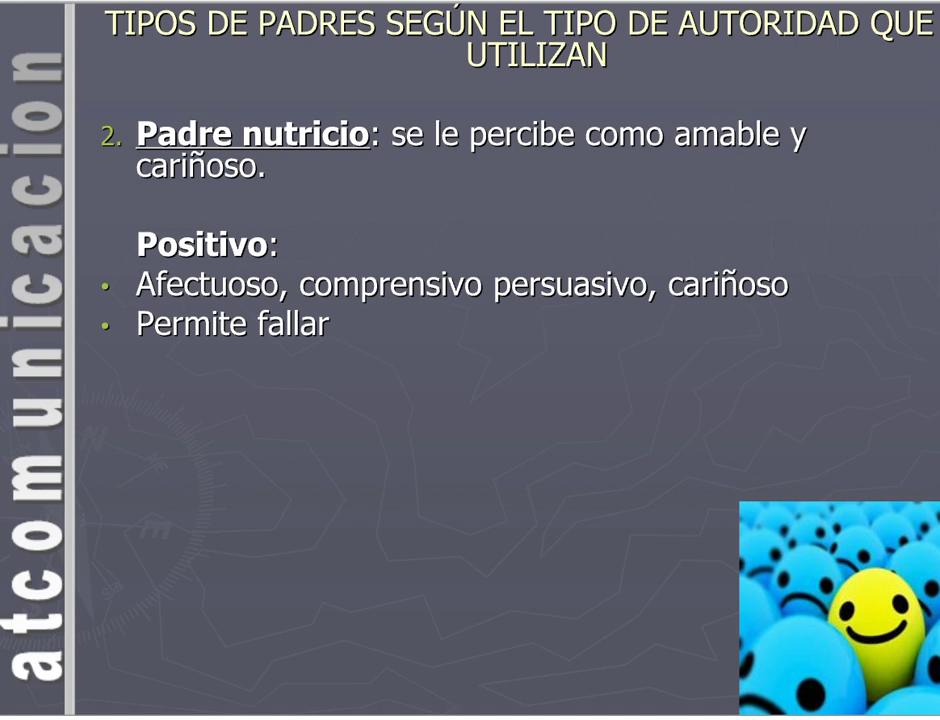 TIPOS DE PADRES SEGÚN EL TIPO DE AUTORIDAD QUE
UTILIZAN
2. Padre nutricio: se le percibe como amable y
cariñoso.
Positivo:
• Afectuoso, comprensivo persuasivo, cariñoso
• Permite fallar
atcomunicacion
N
E
SE